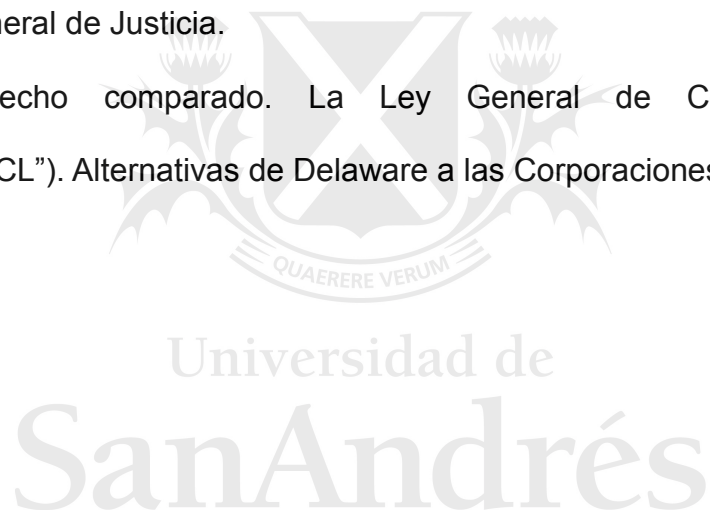 neral de Justicia.
echo comparado. La Ley General de C
CL”). Alternativas de Delaware a las Corporaciones
QUAERERE VERUM
Universidad de
SanAndrés